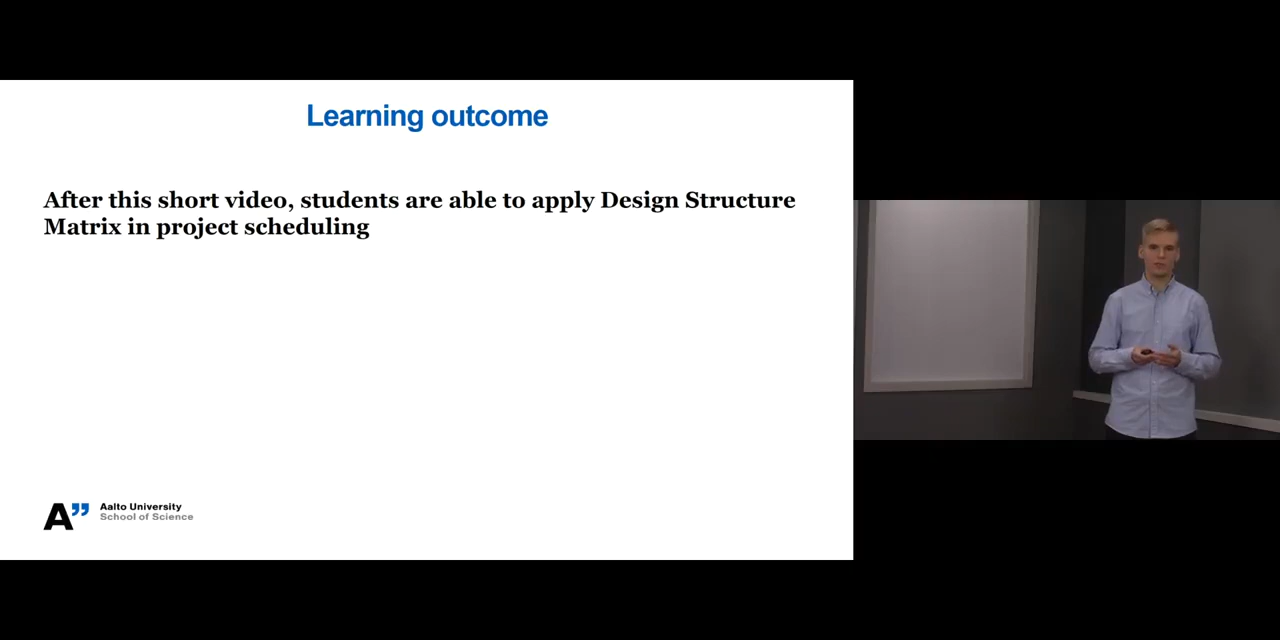 Learning outcome
After this short video, students are able to apply Design Structure
Matrix in project scheduling
A”
Aalto University
School of Science